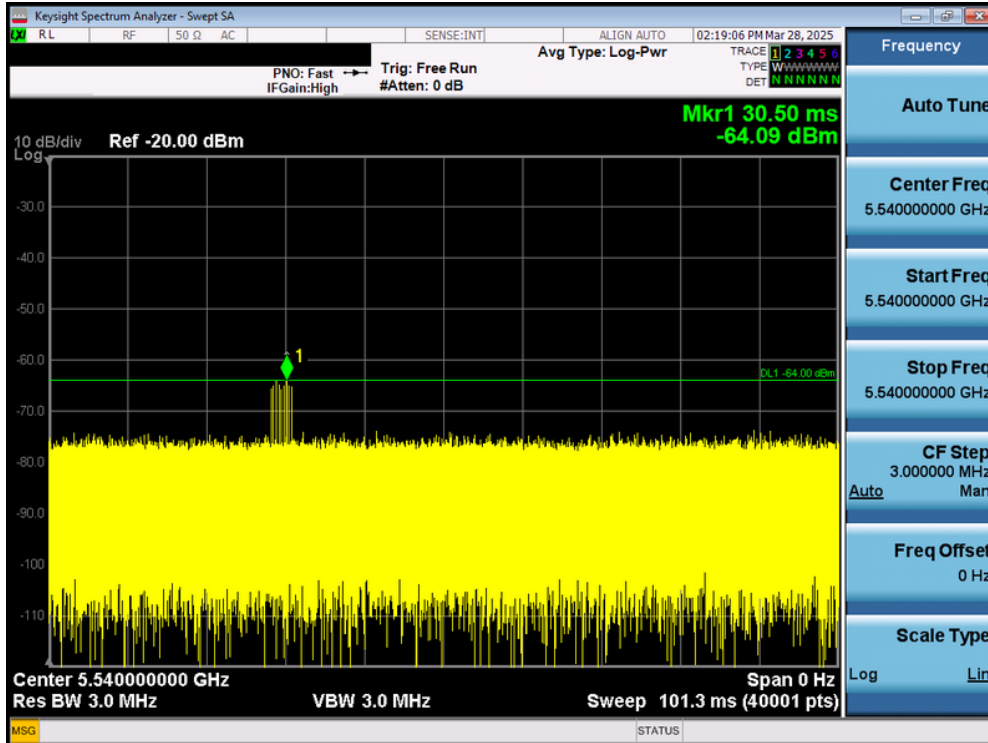 Keysight Spectrum Analyzer - Swept SA
LXI RL RF 50 Ω AC SENSE:INT ALIGN AUTO 02:19:06 PM Mar 28, 2025
Frequency
Avg Type: Log-Pwr
TRACE 1 2 3 4 5 6
PNO: Fast Trig: Free Run
TYPE WWWWWW
IFGain:High #Atten: 0 dB
DET N N N N N N
Auto Tune
Mkr1 30.50 ms
-64.09 dBm
10 dB/div Ref -20.00 dBm
Log
Center Freq
5.540000000 GHz
-30.0
-40.0
Start Freq
5.540000000 GHz
-50.0
-60.0
1
DL1 -64.00 dBm
Stop Freq
5.540000000 GHz
-70.0
-80.0
CF Step
3.000000 MHz
Auto Man
-90.0
-100
Freq Offset
0 Hz
-110
Scale Type
Log Lin
Center 5.540000000 GHz Span 0 Hz
Res BW 3.0 MHz VBW 3.0 MHz Sweep 101.3 ms (40001 pts)
MSG STATUS